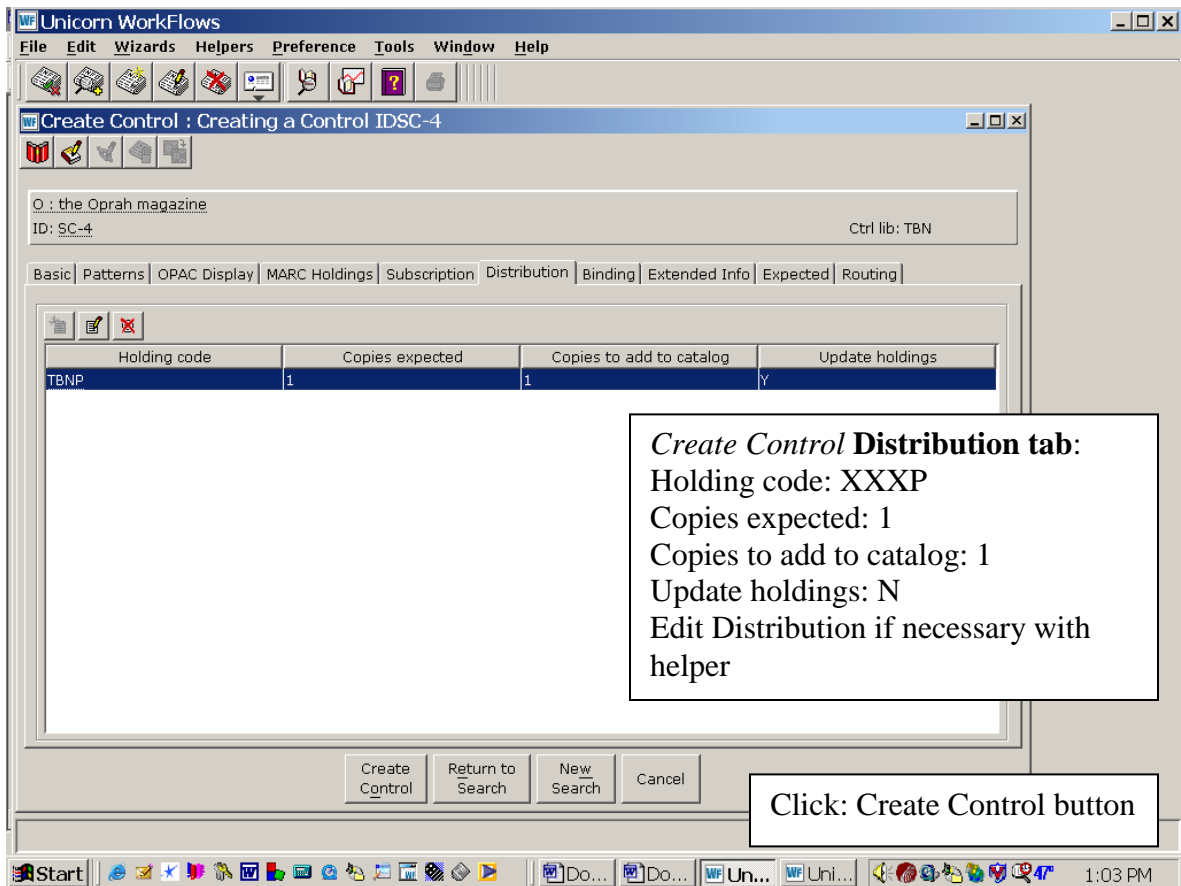 Unicorn WorkFlows
File Edit Wizards Helpers Preference Tools Window Help
Create Control : Creating a Control IDSC-4
O : the Oprah magazine
ID: SC-4 Ctrl lib: TBN
Basic Patterns OPAC Display MARC Holdings Subscription Distribution Binding Extended Info Expected Routing
Holding code Copies expected Copies to add to catalog Update holdings
TBNP 1 1 Y
Create Control Distribution tab:
Holding code: XXXP
Copies expected: 1
Copies to add to catalog: 1
Update holdings: N
Edit Distribution if necessary with
helper
Create Control Return to Search New Search Cancel
Click: Create Control button
Start Do... Do... Un... Uni... 47° 1:03 PM